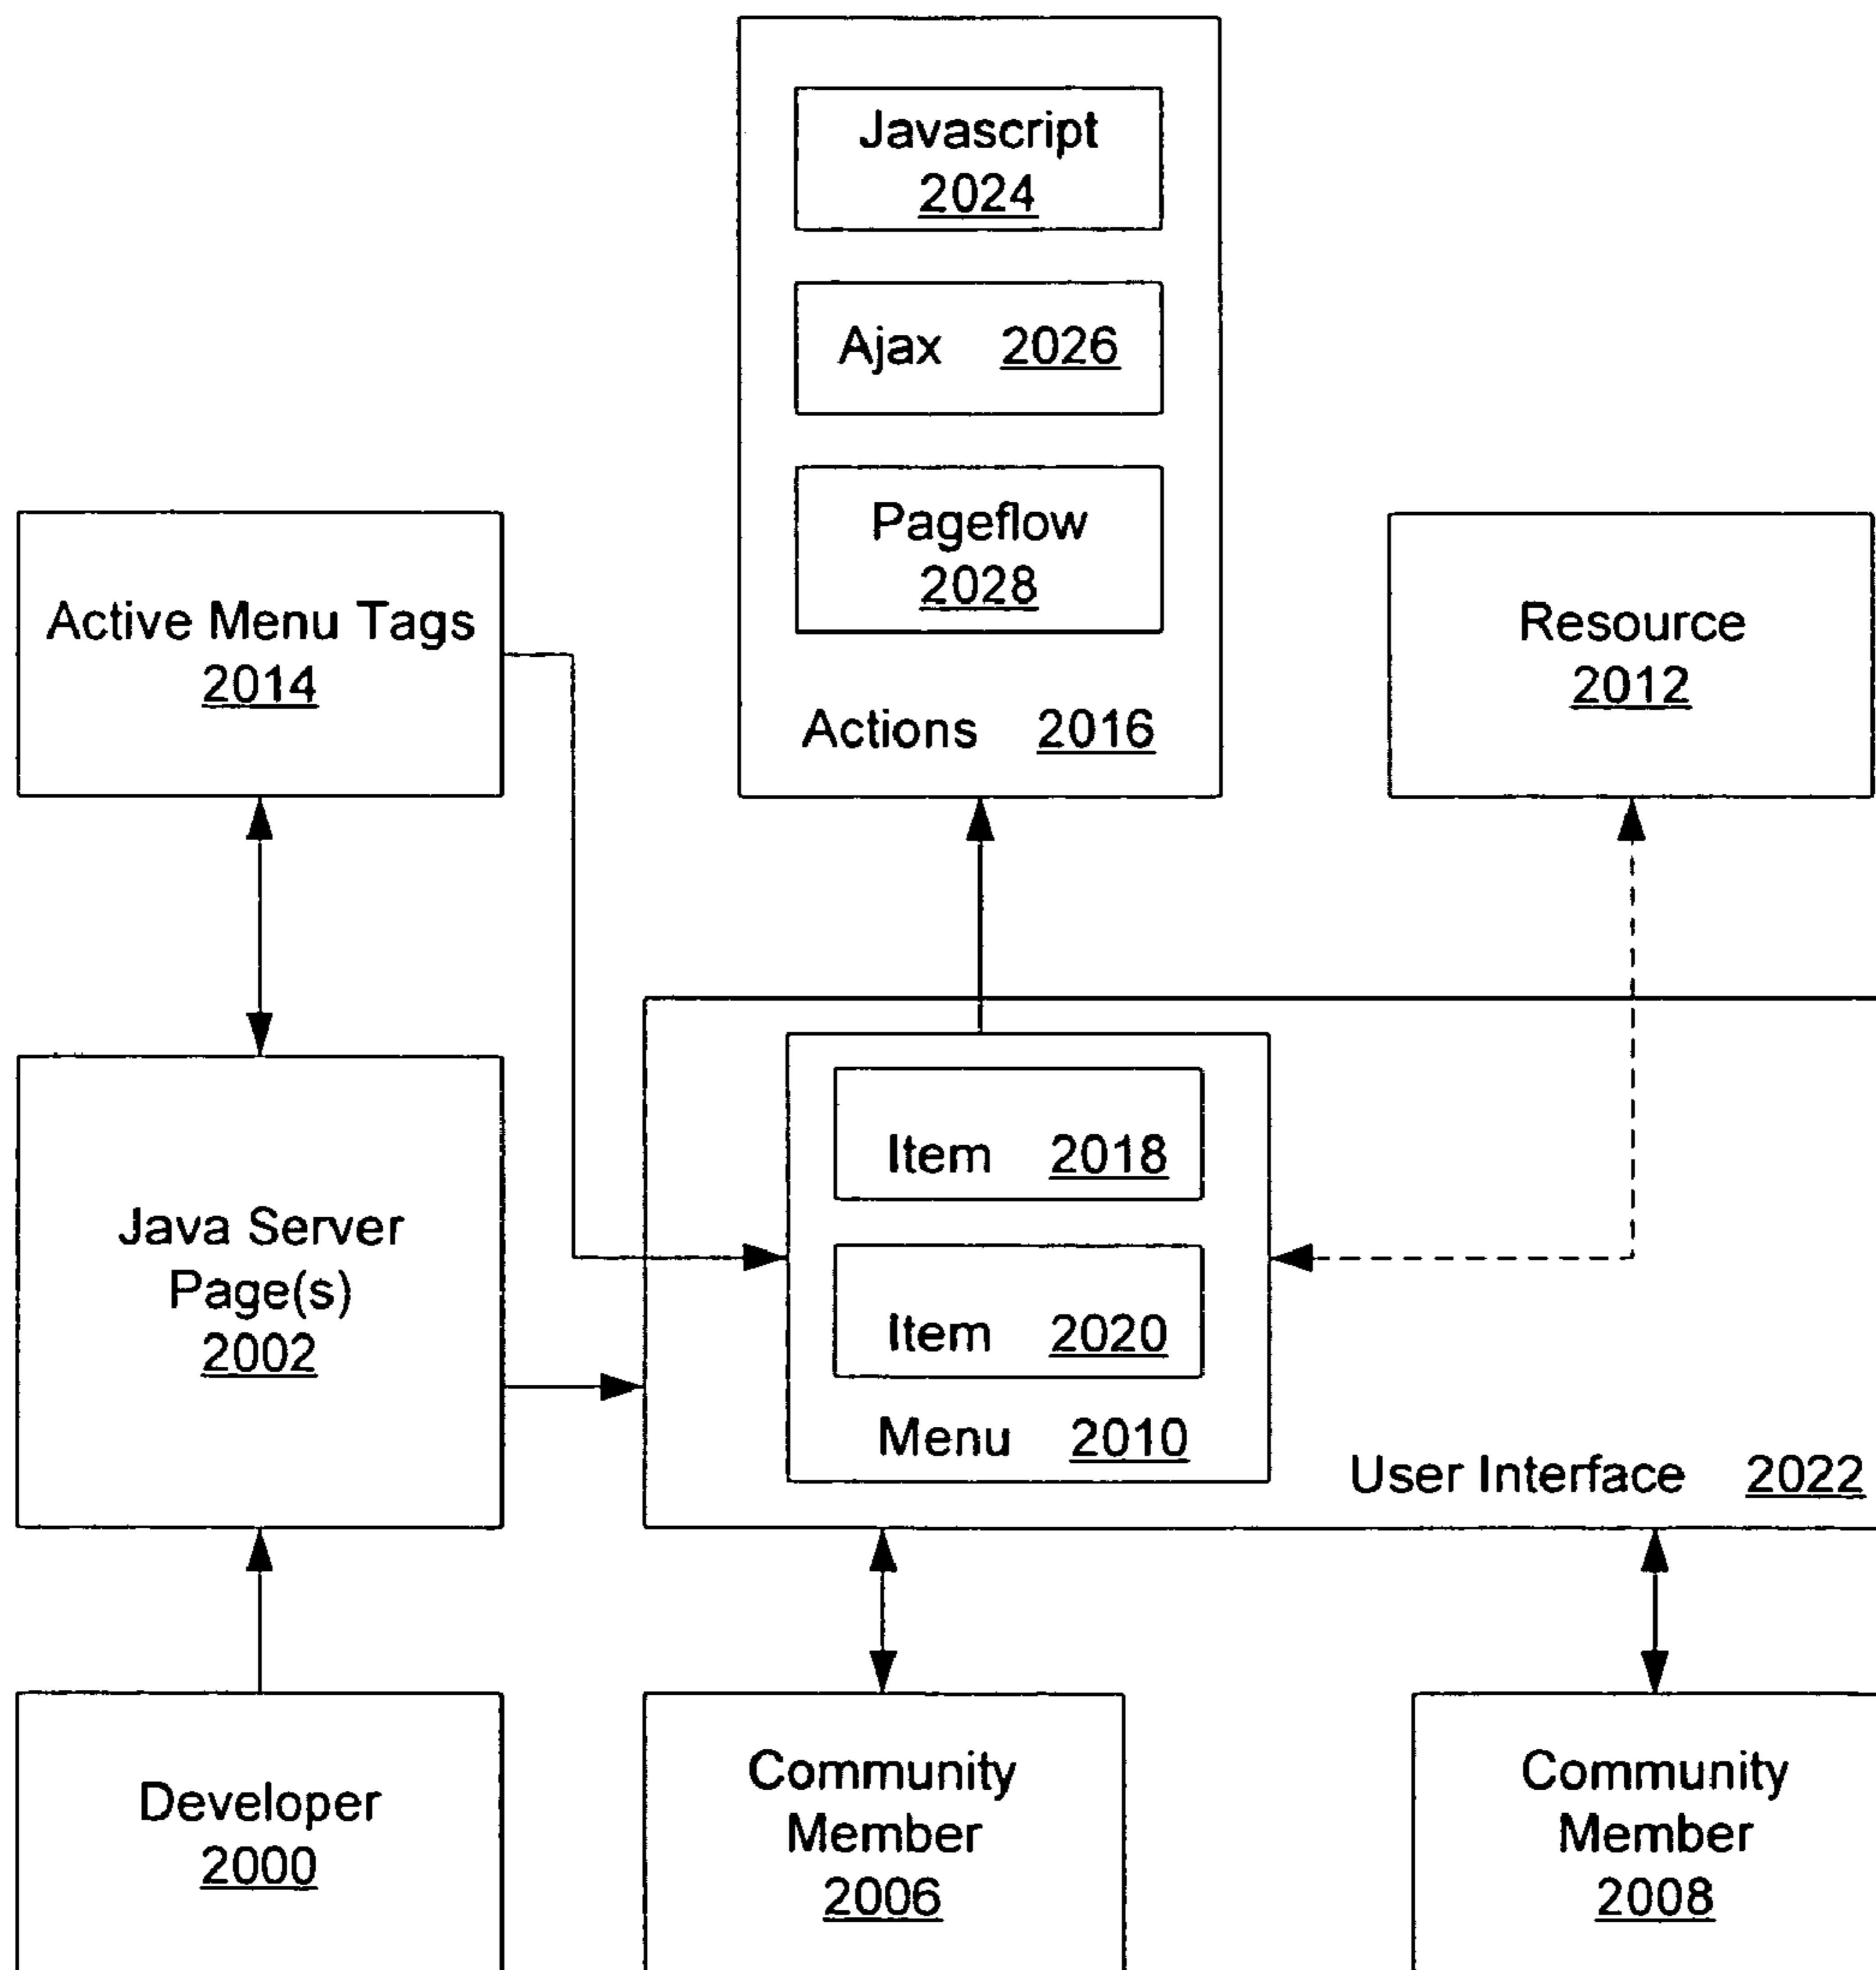 Javascript
2024
Ajax 2026
Pageflow
2028
Actions 2016
Active Menu Tags
2014
Resource
2012
Item 2018
Item 2020
Menu 2010
User Interface 2022
Java Server
Page(s)
2002
Developer
2000
Community
Member
2006
Community
Member
2008